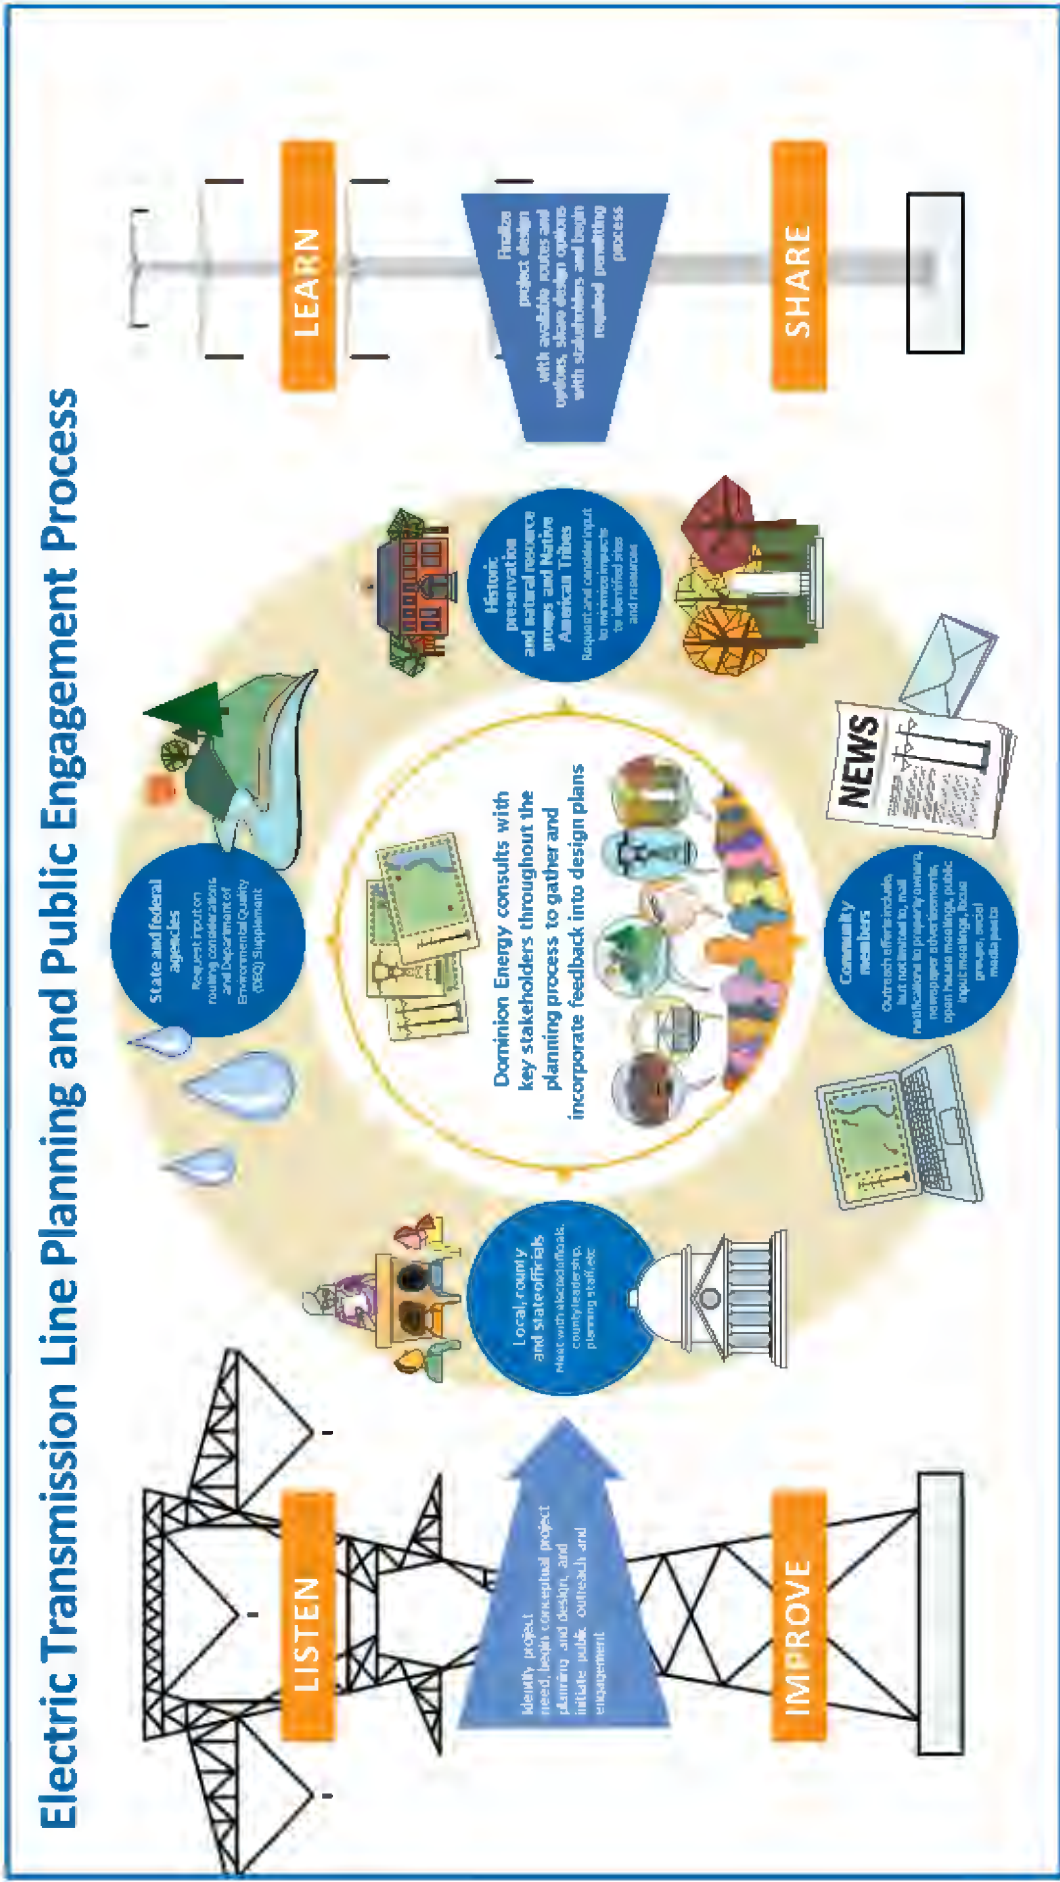 Electric Transmission Line Planning and Public Engagement Process
LISTEN
IMPROVE
Identify project
need, begin conceptual project
planning and design, and
initiate public outreach and
engagement
Local, county
and state officials
Meet with elected officials,
county leadership,
planning staff, etc
State and federal
agencies
Request input on
routing considerations
and Department of
Environmental Quality
(DEQ) Supplement
Dominion Energy consults with
key stakeholders throughout the
planning process to gather and
incorporate feedback into design plans
Community
members
Outreach efforts include,
but not limited to, mail
notifications to property owners,
newspaper advertisements,
open house meetings, public
input meetings, focus
groups, social
media posts
NEWS
Historic
preservation
and natural resource
groups and Native
American Tribes
Request and consider input
to minimize impacts
to identified sites
and resources
LEARN
Finalize
project design
with available routes and
options, share design options
with stakeholders and begin
required permitting
process
SHARE